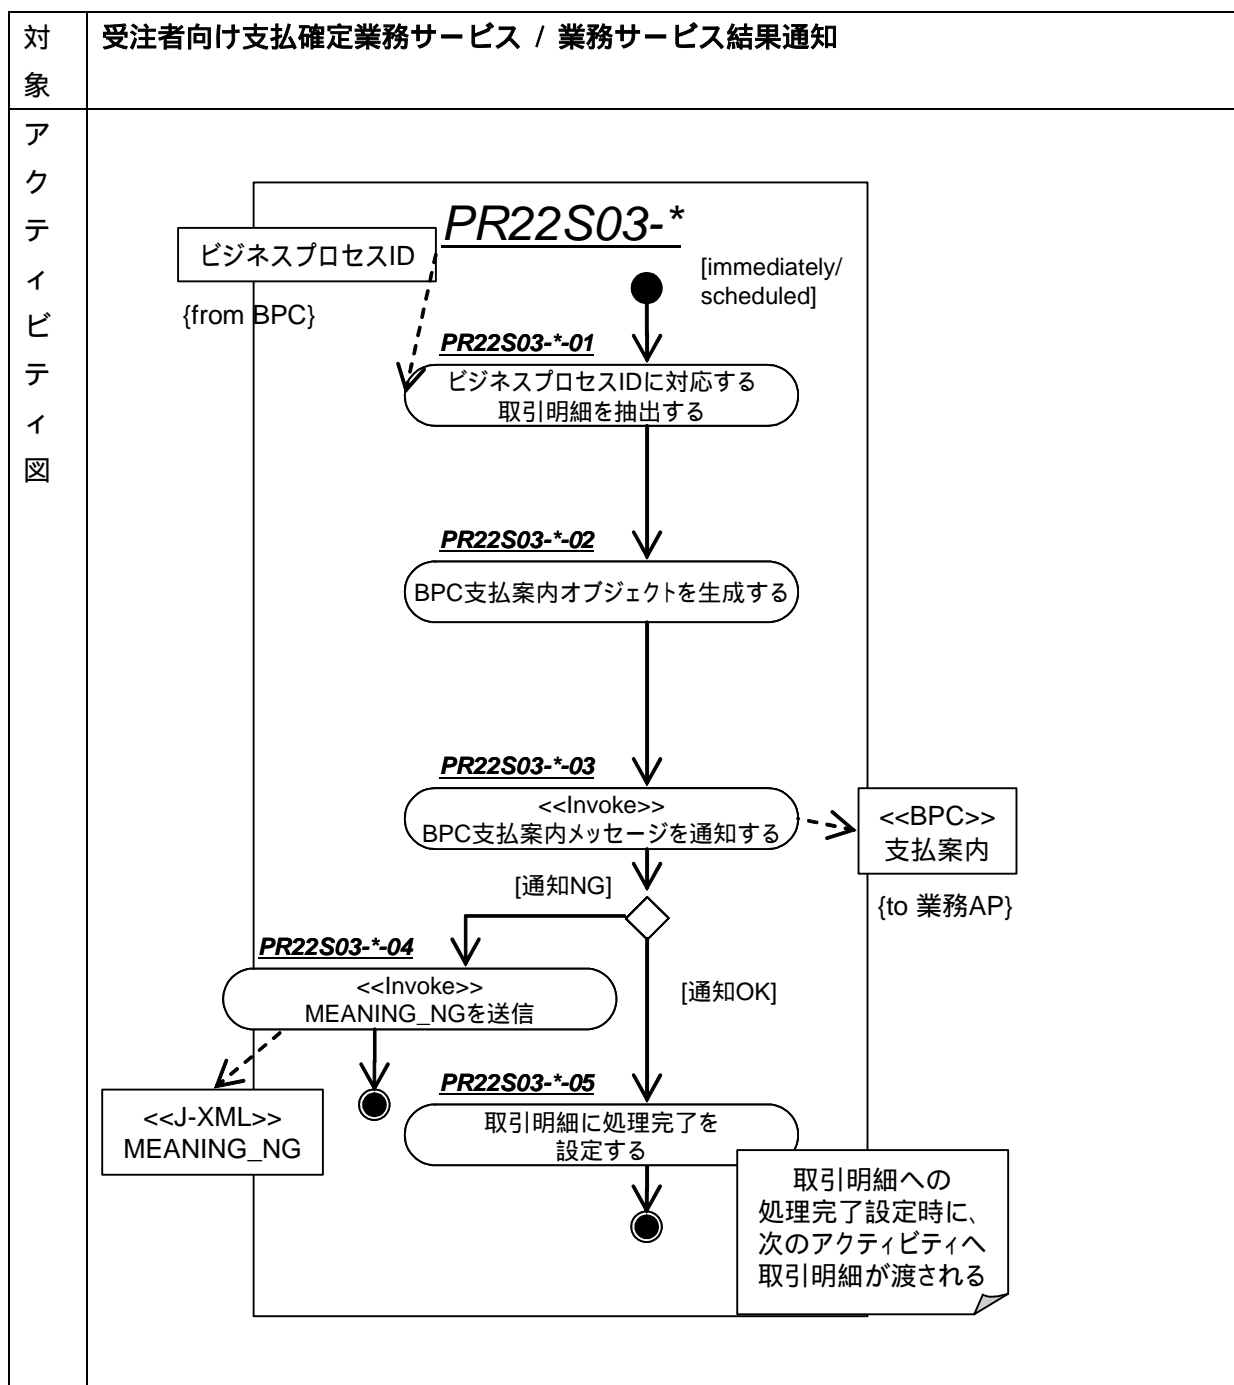 対象
受注者向け支払確定業務サービス / 業務サービス結果通知
アクティビティ図
PR22S03-*
ビジネスプロセスID
{from BPC}
[immediately/
scheduled]
PR22S03-*-01
ビジネスプロセスIDに対応する
取引明細を抽出する
PR22S03-*-02
BPC支払案内オブジェクトを生成する
PR22S03-*-03
<<Invoke>>
BPC支払案内メッセージを通知する
<<BPC>>
支払案内
{to 業務AP}
[通知NG]
PR22S03-*-04
<<Invoke>>
MEANING_NGを送信
[通知OK]
<<J-XML>>
MEANING_NG
PR22S03-*-05
取引明細に処理完了を
設定する
取引明細への
処理完了設定時に、
次のアクティビティへ
取引明細が渡される